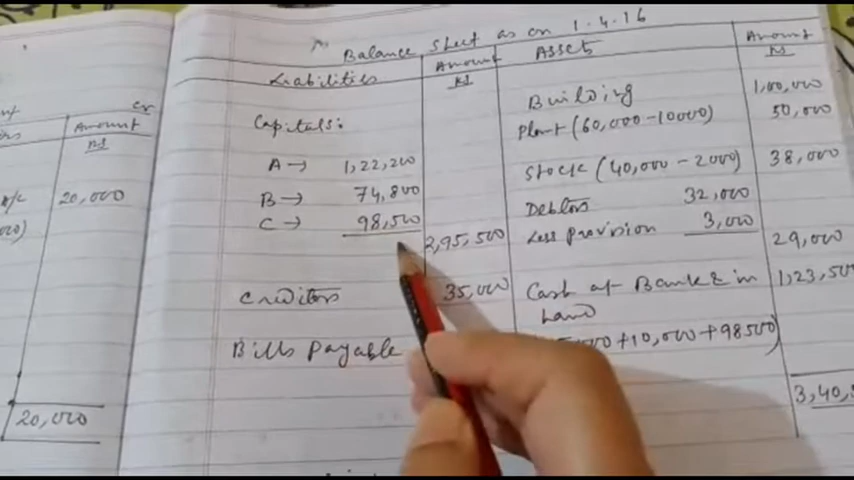 Balance Sheet as on 1.4.16
Liabilities Amount Assets Amount
Rs Rs
Capitals: Building 1,00,000
Plant (60,000-10000) 50,000
A → 1,22,200 Stock (40,000-2000) 38,000
B → 74,800 Debtors 32,000
C → 98,500 2,95,500 Less provision 3,000 29,000
Creditors 35,000 Cash at Bank & in 1,23,500
hand
Bills Payable +10,000+98500)
3,40,
cr
Amount
Rs
20,000
20,000